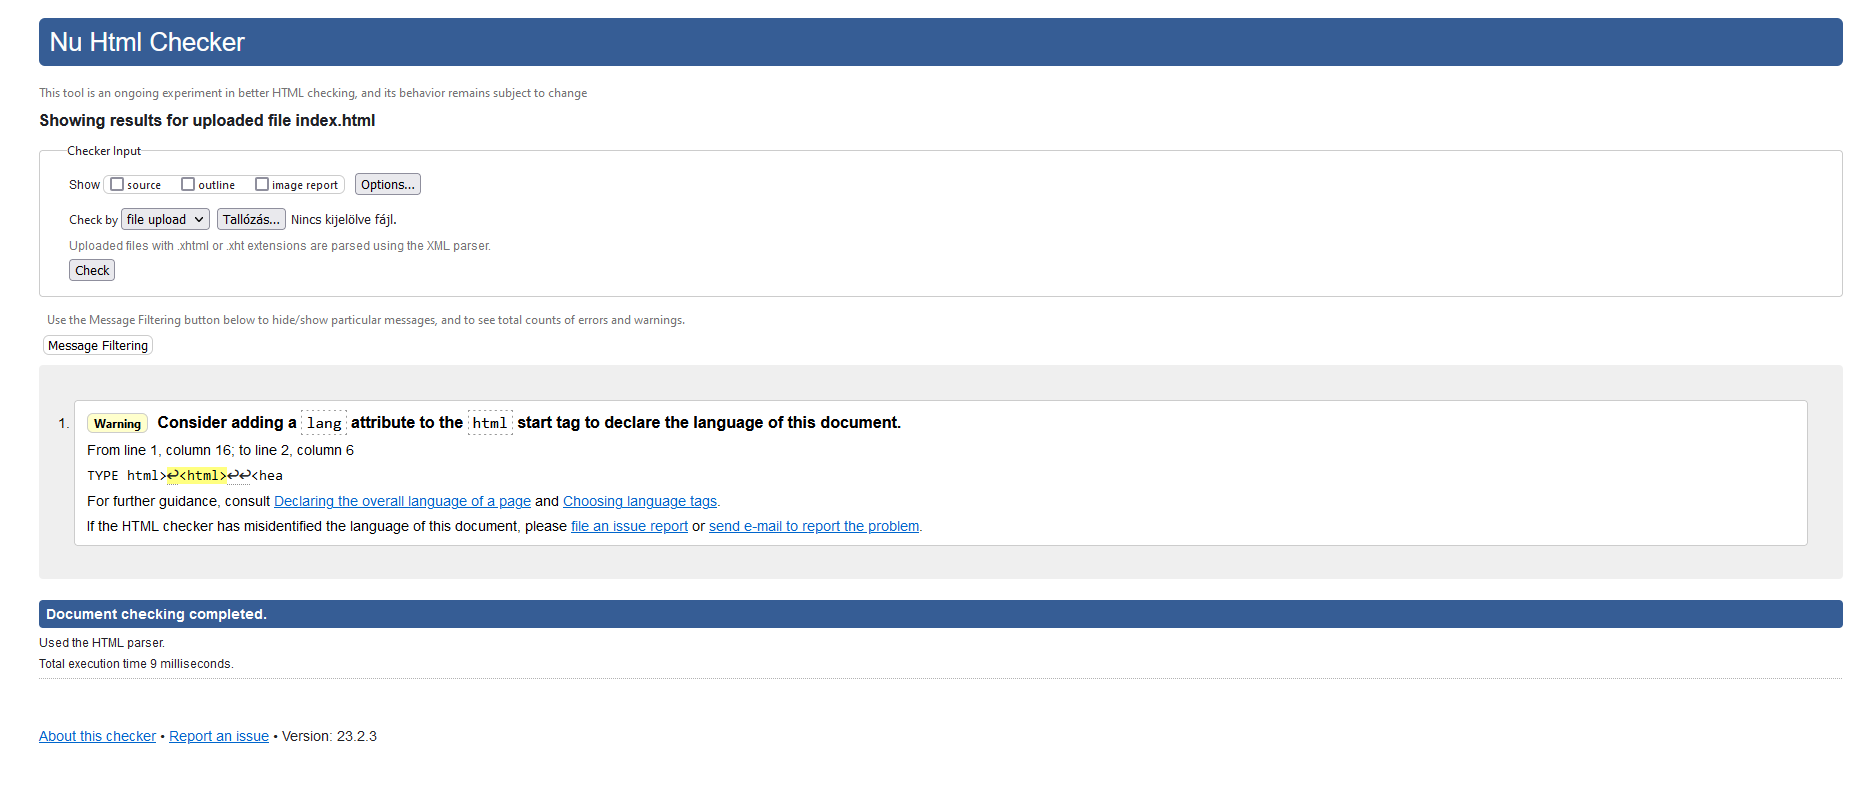 Nu Html Checker
This tool is an ongoing experiment in better HTML checking, and its behavior remains subject to change
Showing results for uploaded file index.html
Checker Input
Show source outline image report Options...
Check by file upload Tallózás... Nincs kijelölve fájl.
Uploaded files with .xhtml or .xht extensions are parsed using the XML parser.
Check
Use the Message Filtering button below to hide/show particular messages, and to see total counts of errors and warnings.
Message Filtering
1. Warning Consider adding a lang attribute to the html start tag to declare the language of this document.
From line 1, column 16; to line 2, column 6
TYPE html>↩<html>↩↩<hea
For further guidance, consult Declaring the overall language of a page and Choosing language tags.
If the HTML checker has misidentified the language of this document, please file an issue report or send e-mail to report the problem.
Document checking completed.
Used the HTML parser.
Total execution time 9 milliseconds.
About this checker • Report an issue • Version: 23.2.3